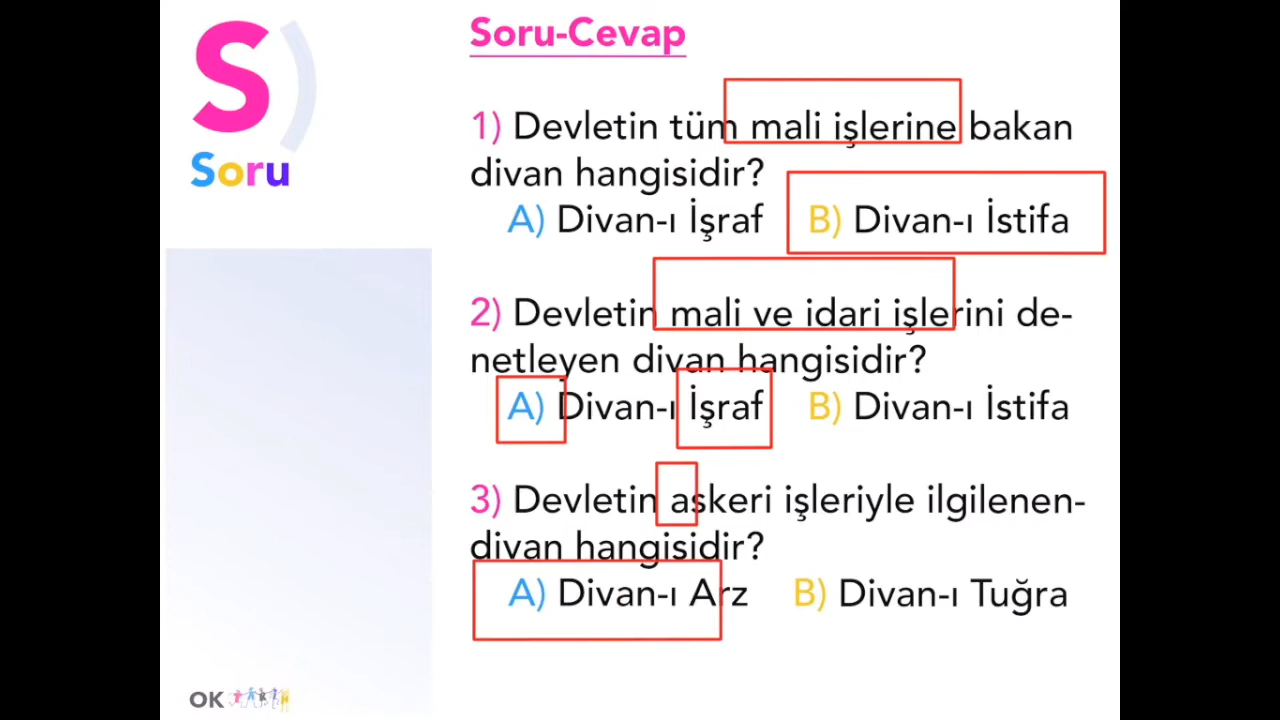 S)
Soru
Soru-Cevap
1) Devletin tüm mali işlerine bakan
divan hangisidir?
A) Divan-ı İşraf B) Divan-ı İstifa
2) Devletin mali ve idari işlerini de-
netleyen divan hangisidir?
A) Divan-ı İşraf B) Divan-ı İstifa
3) Devletin askeri işleriyle ilgilenen-
divan hangisidir?
A) Divan-ı Arz B) Divan-ı Tuğra
OK